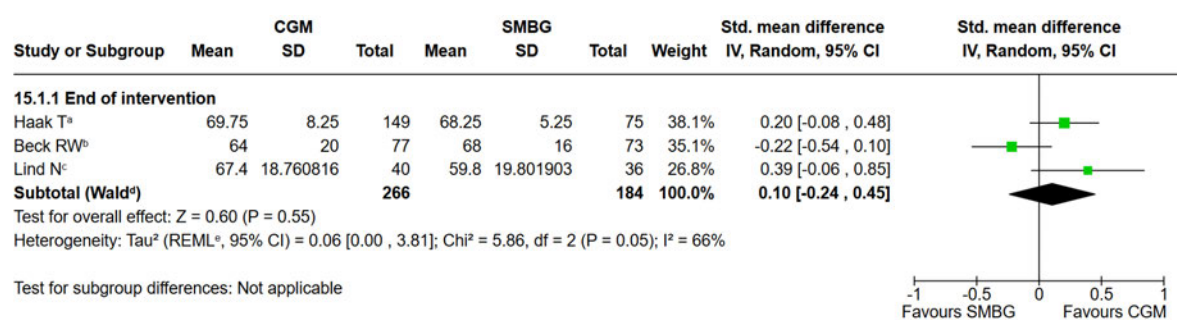 CGM SMBG Std. mean difference Std. mean difference
Study or Subgroup Mean SD Total Mean SD Total Weight IV, Random, 95% CI IV, Random, 95% CI
15.1.1 End of intervention
Haak Tᵃ 69.75 8.25 149 68.25 5.25 75 38.1% 0.20 [-0.08 , 0.48]
Beck RWᵇ 64 20 77 68 16 73 35.1% -0.22 [-0.54 , 0.10]
Lind Nᶜ 67.4 18.760816 40 59.8 19.801903 36 26.8% 0.39 [-0.06 , 0.85]
Subtotal (Waldᵈ) 266 184 100.0% 0.10 [-0.24 , 0.45]
Test for overall effect: Z = 0.60 (P = 0.55)
Heterogeneity: Tau² (REMLᵉ, 95% CI) = 0.06 [0.00 , 3.81]; Chi² = 5.86, df = 2 (P = 0.05); I² = 66%
Test for subgroup differences: Not applicable
-1 -0.5 0 0.5 1
Favours SMBG Favours CGM